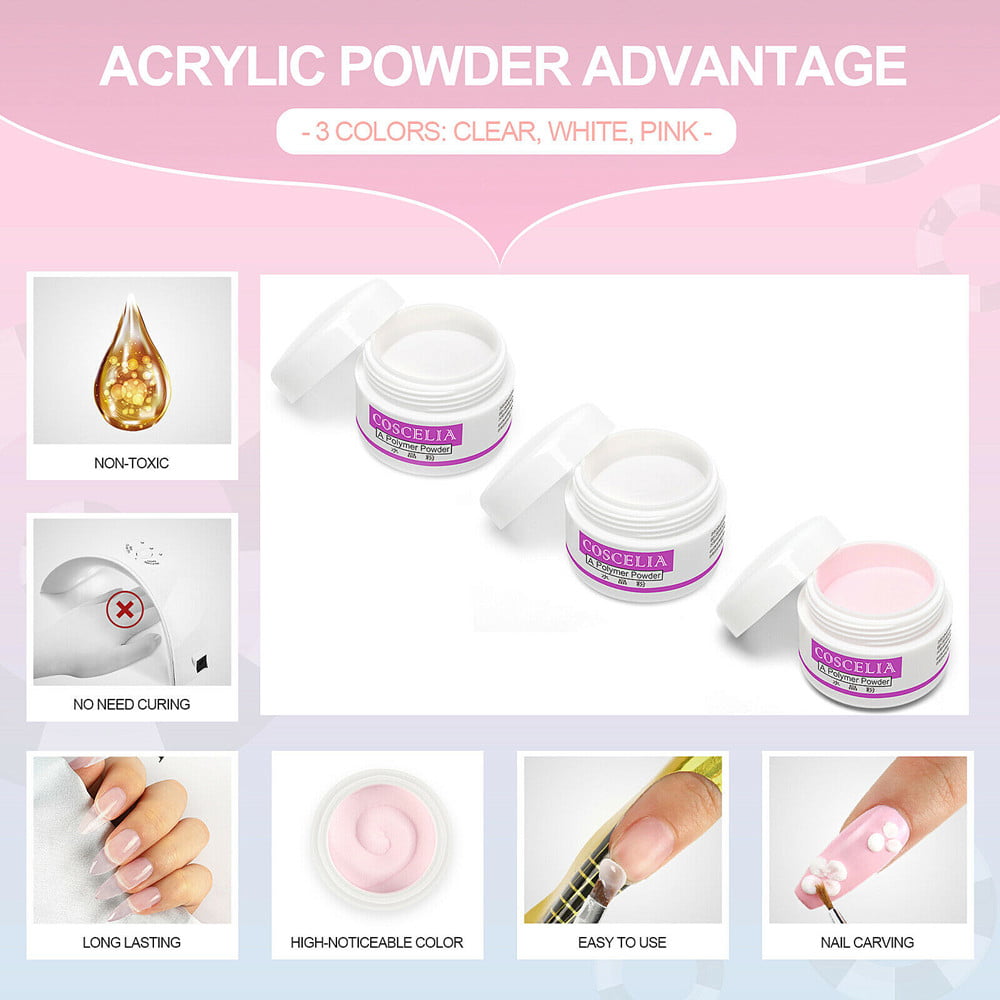 ACRYLIC POWDER ADVANTAGE
- 3 COLORS: CLEAR, WHITE, PINK -
NON-TOXIC
COSCELIA
A Polymer Powder
水 晶 粉
COSCELIA
A Polymer Powder
水 晶 粉
COSCELIA
A Polymer Powder
水 晶 粉
NO NEED CURING
LONG LASTING
HIGH-NOTICEABLE COLOR
EASY TO USE
NAIL CARVING